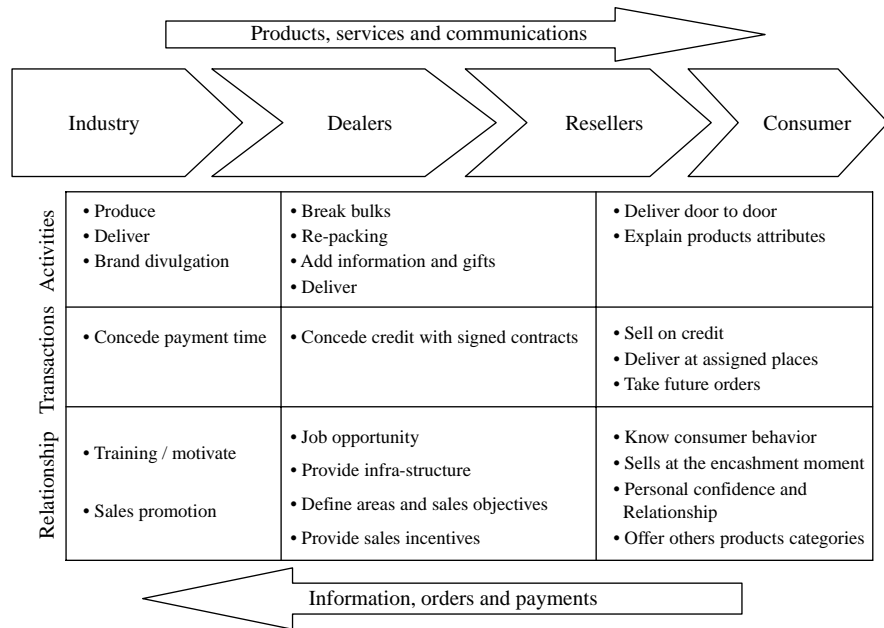 Products, services and communications
Industry
Dealers
Resellers
Consumer
Activities
• Produce
• Deliver
• Brand divulgation
• Break bulks
• Re-packing
• Add information and gifts
• Deliver
• Deliver door to door
• Explain products attributes
Transactions
• Concede payment time
• Concede credit with signed contracts
• Sell on credit
• Deliver at assigned places
• Take future orders
Relationship
• Training / motivate
• Sales promotion
• Job opportunity
• Provide infra-structure
• Define areas and sales objectives
• Provide sales incentives
• Know consumer behavior
• Sells at the encashment moment
• Personal confidence and
Relationship
• Offer others products categories
Information, orders and payments